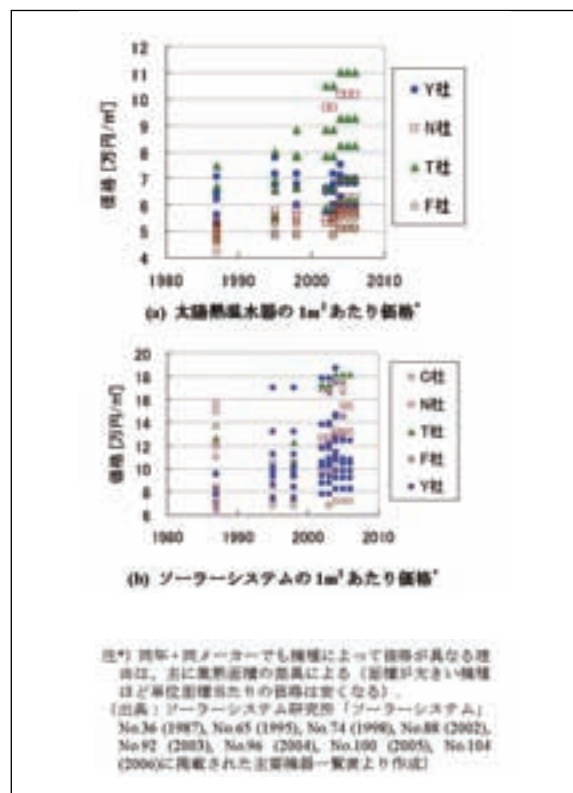 12
11
10
9
8
7
6
5
4
価格 [万円/㎡]
1980 1990 2000 2010
Y社
N社
T社
F社
(a) 太陽熱温水器の1m²あたり価格*
20
18
16
14
12
10
8
6
価格 [万円/㎡]
1980 1990 2000 2010
G社
N社
T社
F社
Y社
(b) ソーラーシステムの1m²あたり価格*
注*) 同年・同メーカーでも機種によって価格が異なる理
由は、主に集熱面積の差異による (面積が大きい機種
ほど単位面積当たりの価格は安くなる).
(出典:ソーラーシステム研究所「ソーラーシステム」
No.36 (1987), No.65 (1995), No.74 (1998), No.88 (2002),
No.92 (2003), No.96 (2004), No.100 (2005), No.104
(2006)に掲載された主要機器一覧表より作成)